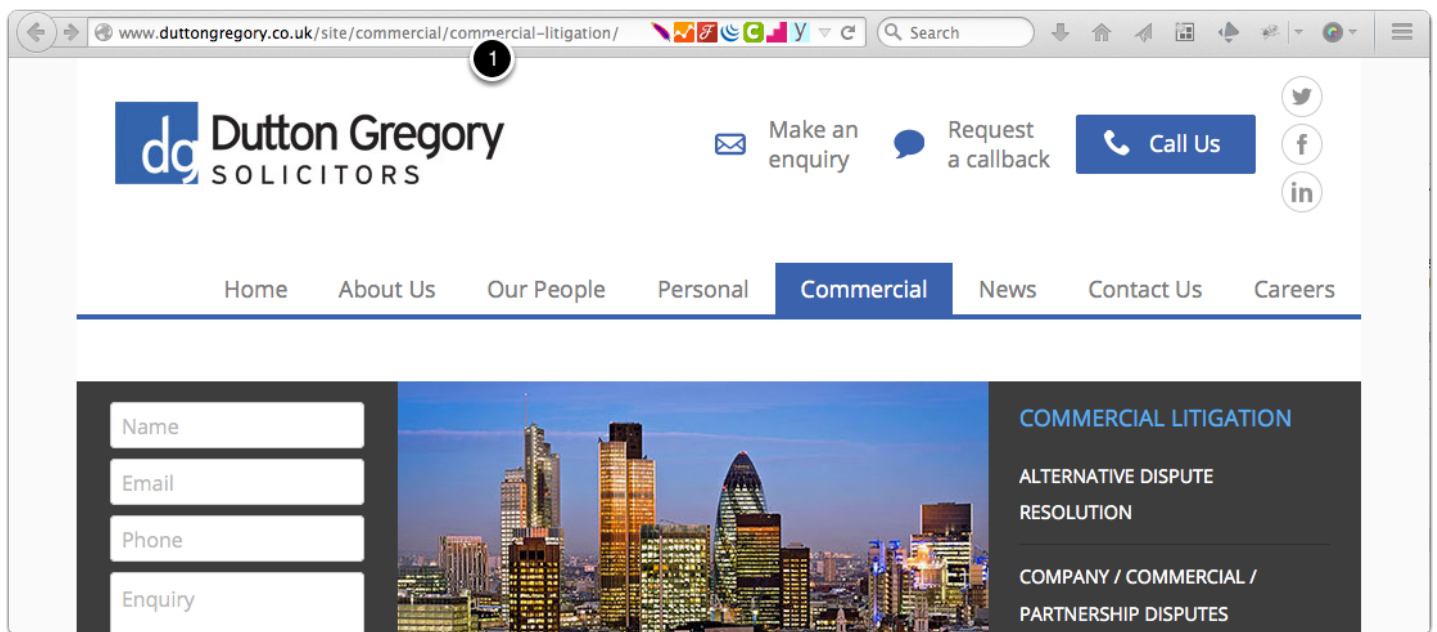 www.duttongregory.co.uk/site/commercial/commercial-litigation/
Search
1
dg
Dutton Gregory
SOLICITORS
Make an
enquiry
Request
a callback
Call Us
Home About Us Our People Personal Commercial News Contact Us Careers
Name
Email
Phone
Enquiry
COMMERCIAL LITIGATION
ALTERNATIVE DISPUTE
RESOLUTION
COMPANY / COMMERCIAL /
PARTNERSHIP DISPUTES